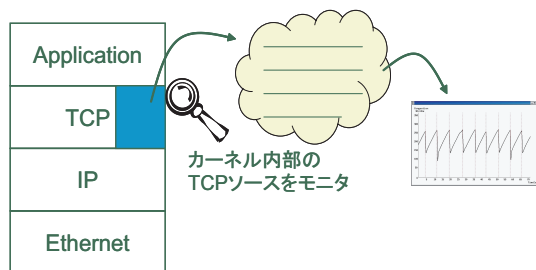 Application
TCP
IP
Ethernet
カーネル内部の
TCPソースをモニタ